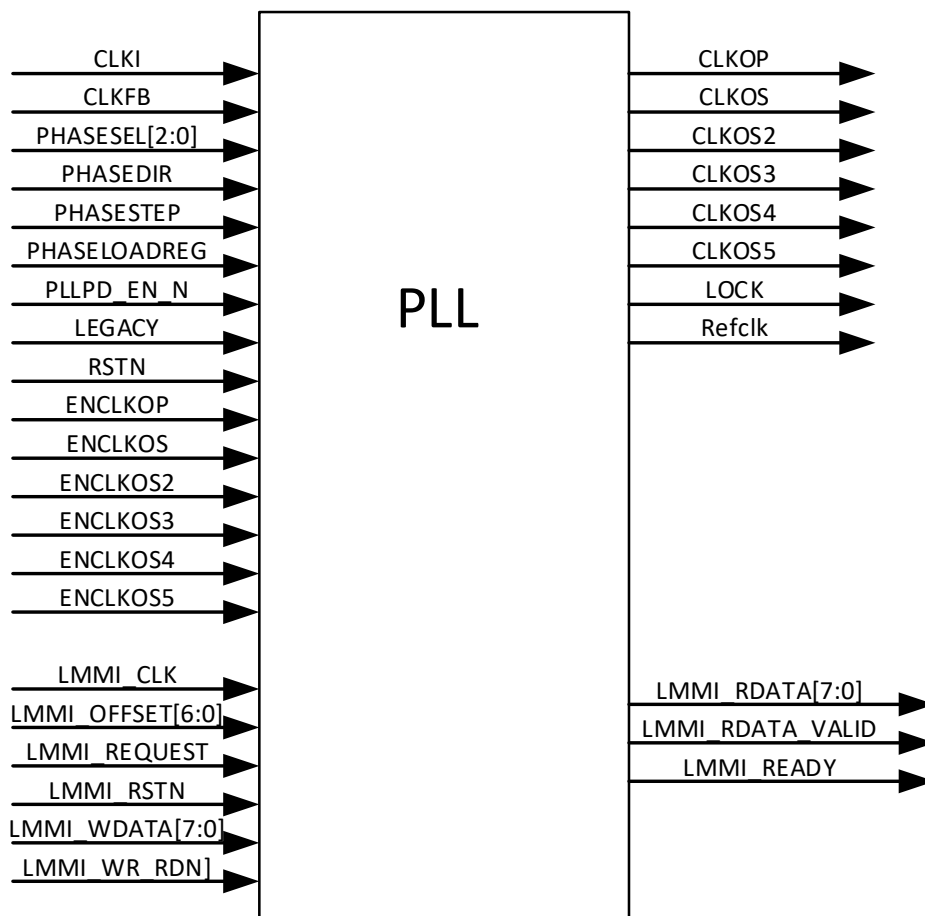 CLKI
CLKFB
PHASESEL[2:0]
PHASEDIR
PHASESTEP
PHASELOADREG
PLLPD_EN_N
LEGACY
RSTN
ENCLKOP
ENCLKOS
ENCLKOS2
ENCLKOS3
ENCLKOS4
ENCLKOS5
LMMI_CLK
LMMI_OFFSET[6:0]
LMMI_REQUEST
LMMI_RSTN
LMMI_WDATA[7:0]
LMMI_WR_RDN]
PLL
CLKOP
CLKOS
CLKOS2
CLKOS3
CLKOS4
CLKOS5
LOCK
Refclk
LMMI_RDATA[7:0]
LMMI_RDATA_VALID
LMMI_READY